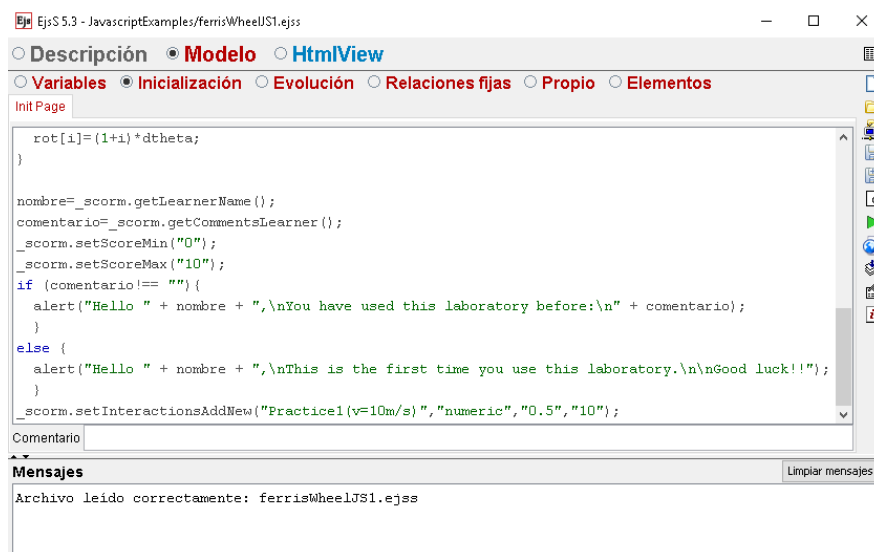 EjsS 5.3 - JavascriptExamples/ferrisWheelJS1.ejss
Descripción Modelo HtmlView
Variables Inicialización Evolución Relaciones fijas Propio Elementos
Init Page
rot[i]=(1+i)*dtheta;
}
nombre=_scorm.getLearnerName();
comentario=_scorm.getCommentsLearner();
_scorm.setScoreMin("0");
_scorm.setScoreMax("10");
if (comentario!== ""){
alert("Hello " + nombre + ",\nYou have used this laboratory before:\n" + comentario);
}
else {
alert("Hello " + nombre + ",\nThis is the first time you use this laboratory.\n\nGood luck!!");
}
_scorm.setInteractionsAddNew("Practice1(v=10m/s)","numeric","0.5","10");
Comentario
Mensajes Limpiar mensajes
Archivo leído correctamente: ferrisWheelJS1.ejss